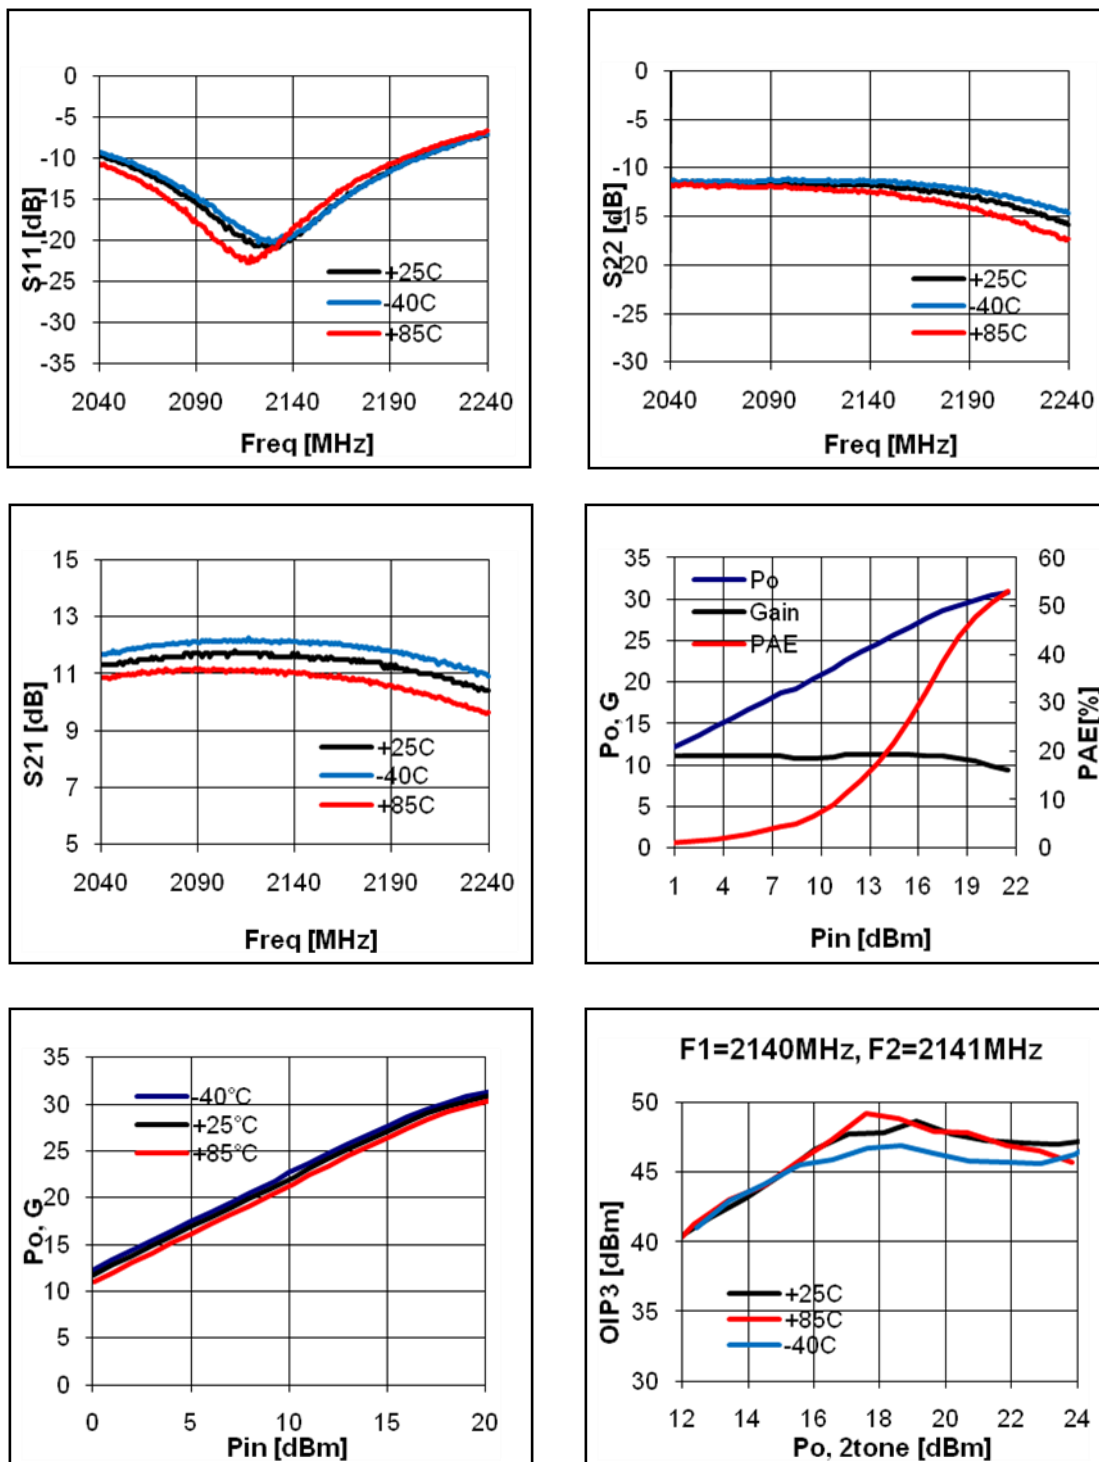 0
-5
-10
-15
-20
-25
-30
-35
S11,[dB]
+25C
-40C
+85C
2040 2090 2140 2190 2240
Freq [MHz]
0
-5
-10
-15
-20
-25
-30
S22 [dB]
+25C
-40C
+85C
2040 2090 2140 2190 2240
Freq [MHz]
15
13
11
9
7
5
S21 [dB]
+25C
-40C
+85C
2040 2090 2140 2190 2240
Freq [MHz]
35
30
25
20
15
10
5
0
Po, G
Po
Gain
PAE
60
50
40
30
20
10
0
PAE[%]
1 4 7 10 13 16 19 22
Pin [dBm]
35
30
25
20
15
10
5
0
Po, G
-40°C
+25°C
+85°C
0 5 10 15 20
Pin [dBm]
F1=2140MHz, F2=2141MHz
50
45
40
35
30
OIP3 [dBm]
+25C
+85C
-40C
12 14 16 18 20 22 24
Po, 2tone [dBm]